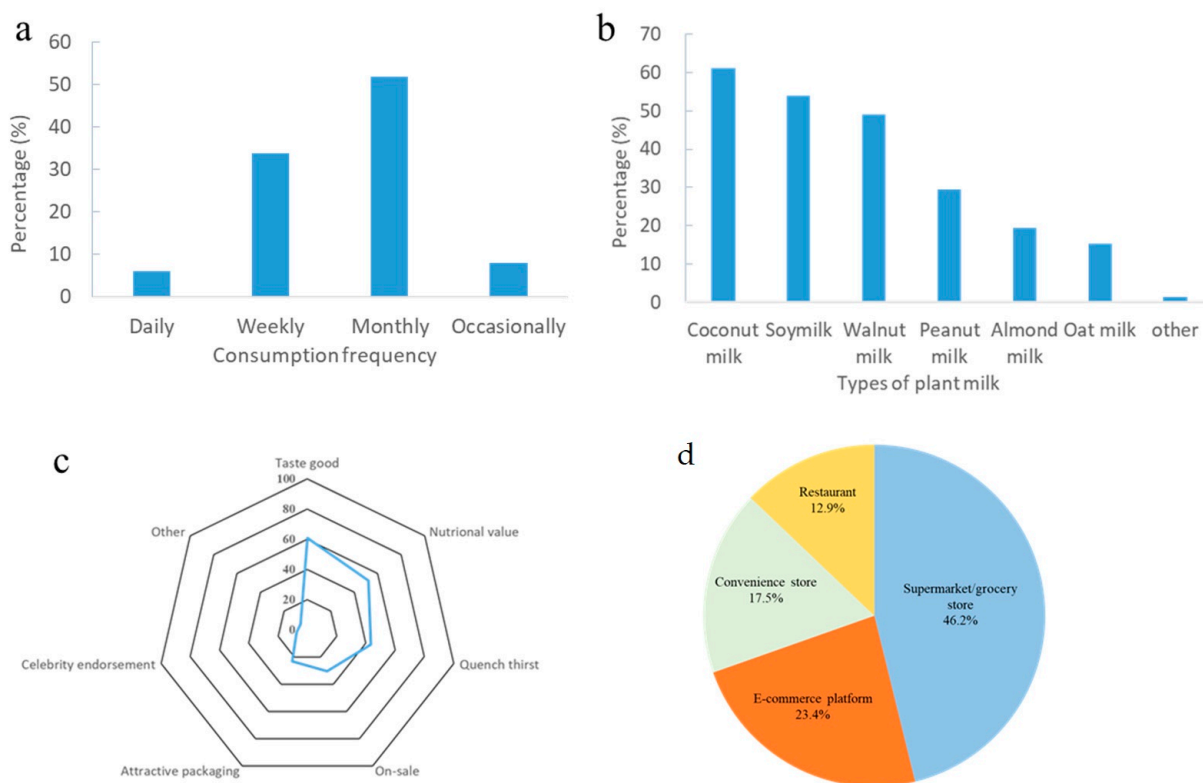 a
60
50
40
30
20
10
0
Percentage (%)
Daily Weekly Monthly Occasionally
Consumption frequency
b
70
60
50
40
30
20
10
0
Percentage (%)
Coconut milk
Soymilk
Walnut milk
Peanut milk
Almond milk
Oat milk
other
Types of plant milk
c
Taste good
100
80
60
40
20
0
Other
Nutrional value
Celebrity endorsement
Quench thirst
Attractive packaging
On-sale
d
Restaurant
12.9%
Convenience store
17.5%
Supermarket/grocery
store
46.2%
E-commerce platform
23.4%